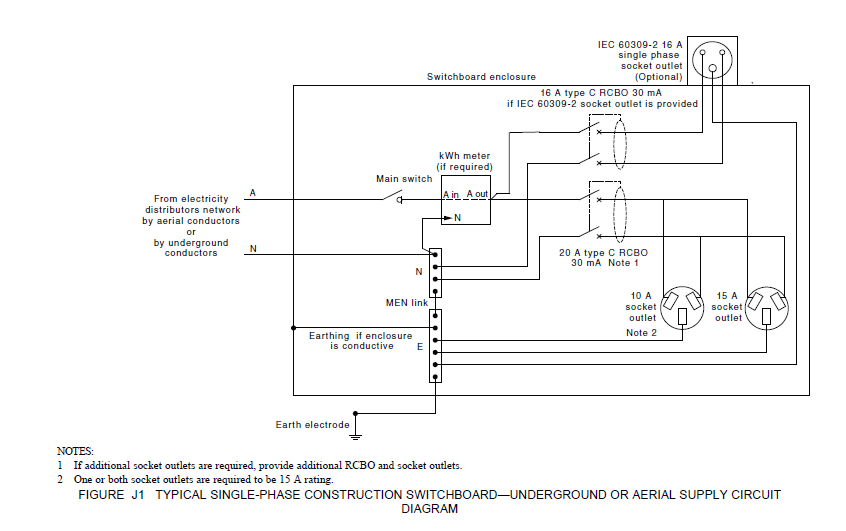 IEC 60309-2 16 A
single phase
socket outlet
(Optional)
Switchboard enclosure
16 A type C RCBO 30 mA
if IEC 60309-2 socket outlet is provided
kWh meter
(if required)
Main switch
A in A out
N
A
From electricity
distributors network
by aerial conductors
or
by underground
conductors
N
20 A type C RCBO
30 mA Note 1
N
MEN link
10 A
socket
outlet
15 A
socket
outlet
Note 2
Earthing if enclosure
is conductive
E
Earth electrode
NOTES:
1 If additional socket outlets are required, provide additional RCBO and socket outlets.
2 One or both socket outlets are required to be 15 A rating.
FIGURE J1 TYPICAL SINGLE-PHASE CONSTRUCTION SWITCHBOARD—UNDERGROUND OR AERIAL SUPPLY CIRCUIT
DIAGRAM